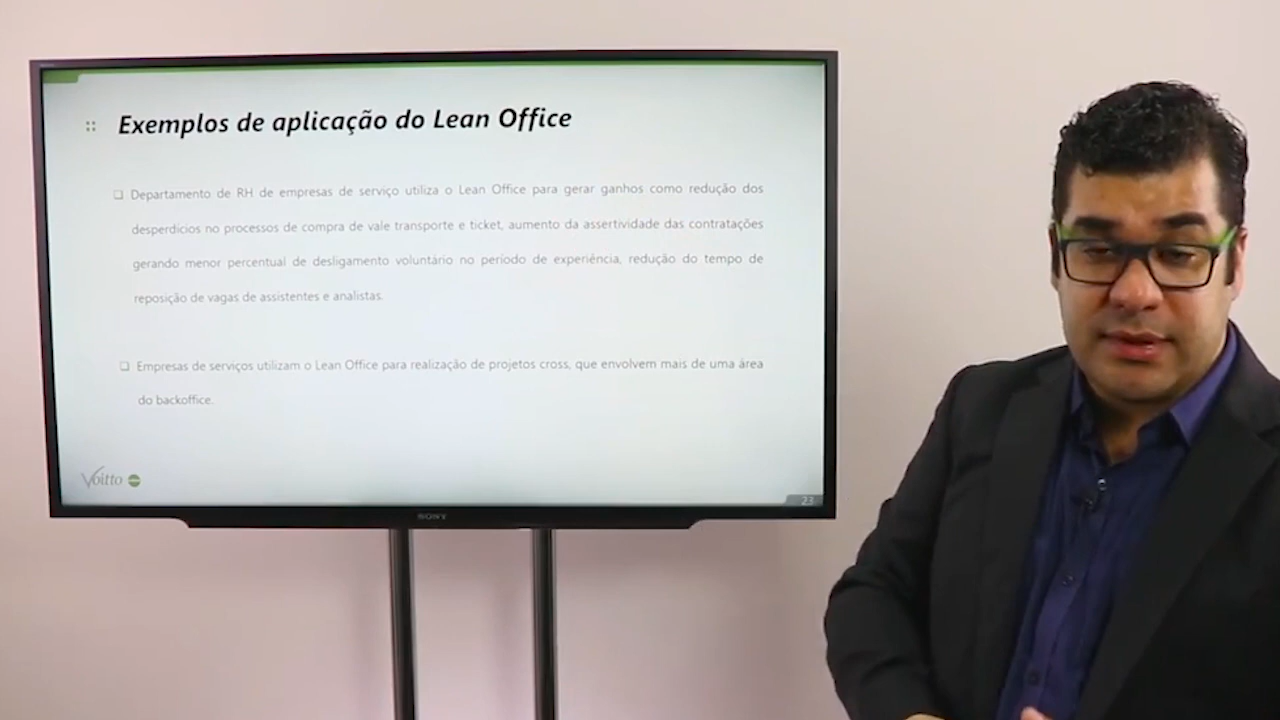 Exemplos de aplicação do Lean Office
❑ Departamento de RH de empresas de serviço utiliza o Lean Office para gerar ganhos como redução dos
desperdícios no processos de compra de vale transporte e ticket, aumento da assertividade das contratações
gerando menor percentual de desligamento voluntário no período de experiência, redução do tempo de
reposição de vagas de assistentes e analistas.
❑ Empresas de serviços utilizam o Lean Office para realização de projetos cross, que envolvem mais de uma área
do backoffice.
Voitto
23
SONY